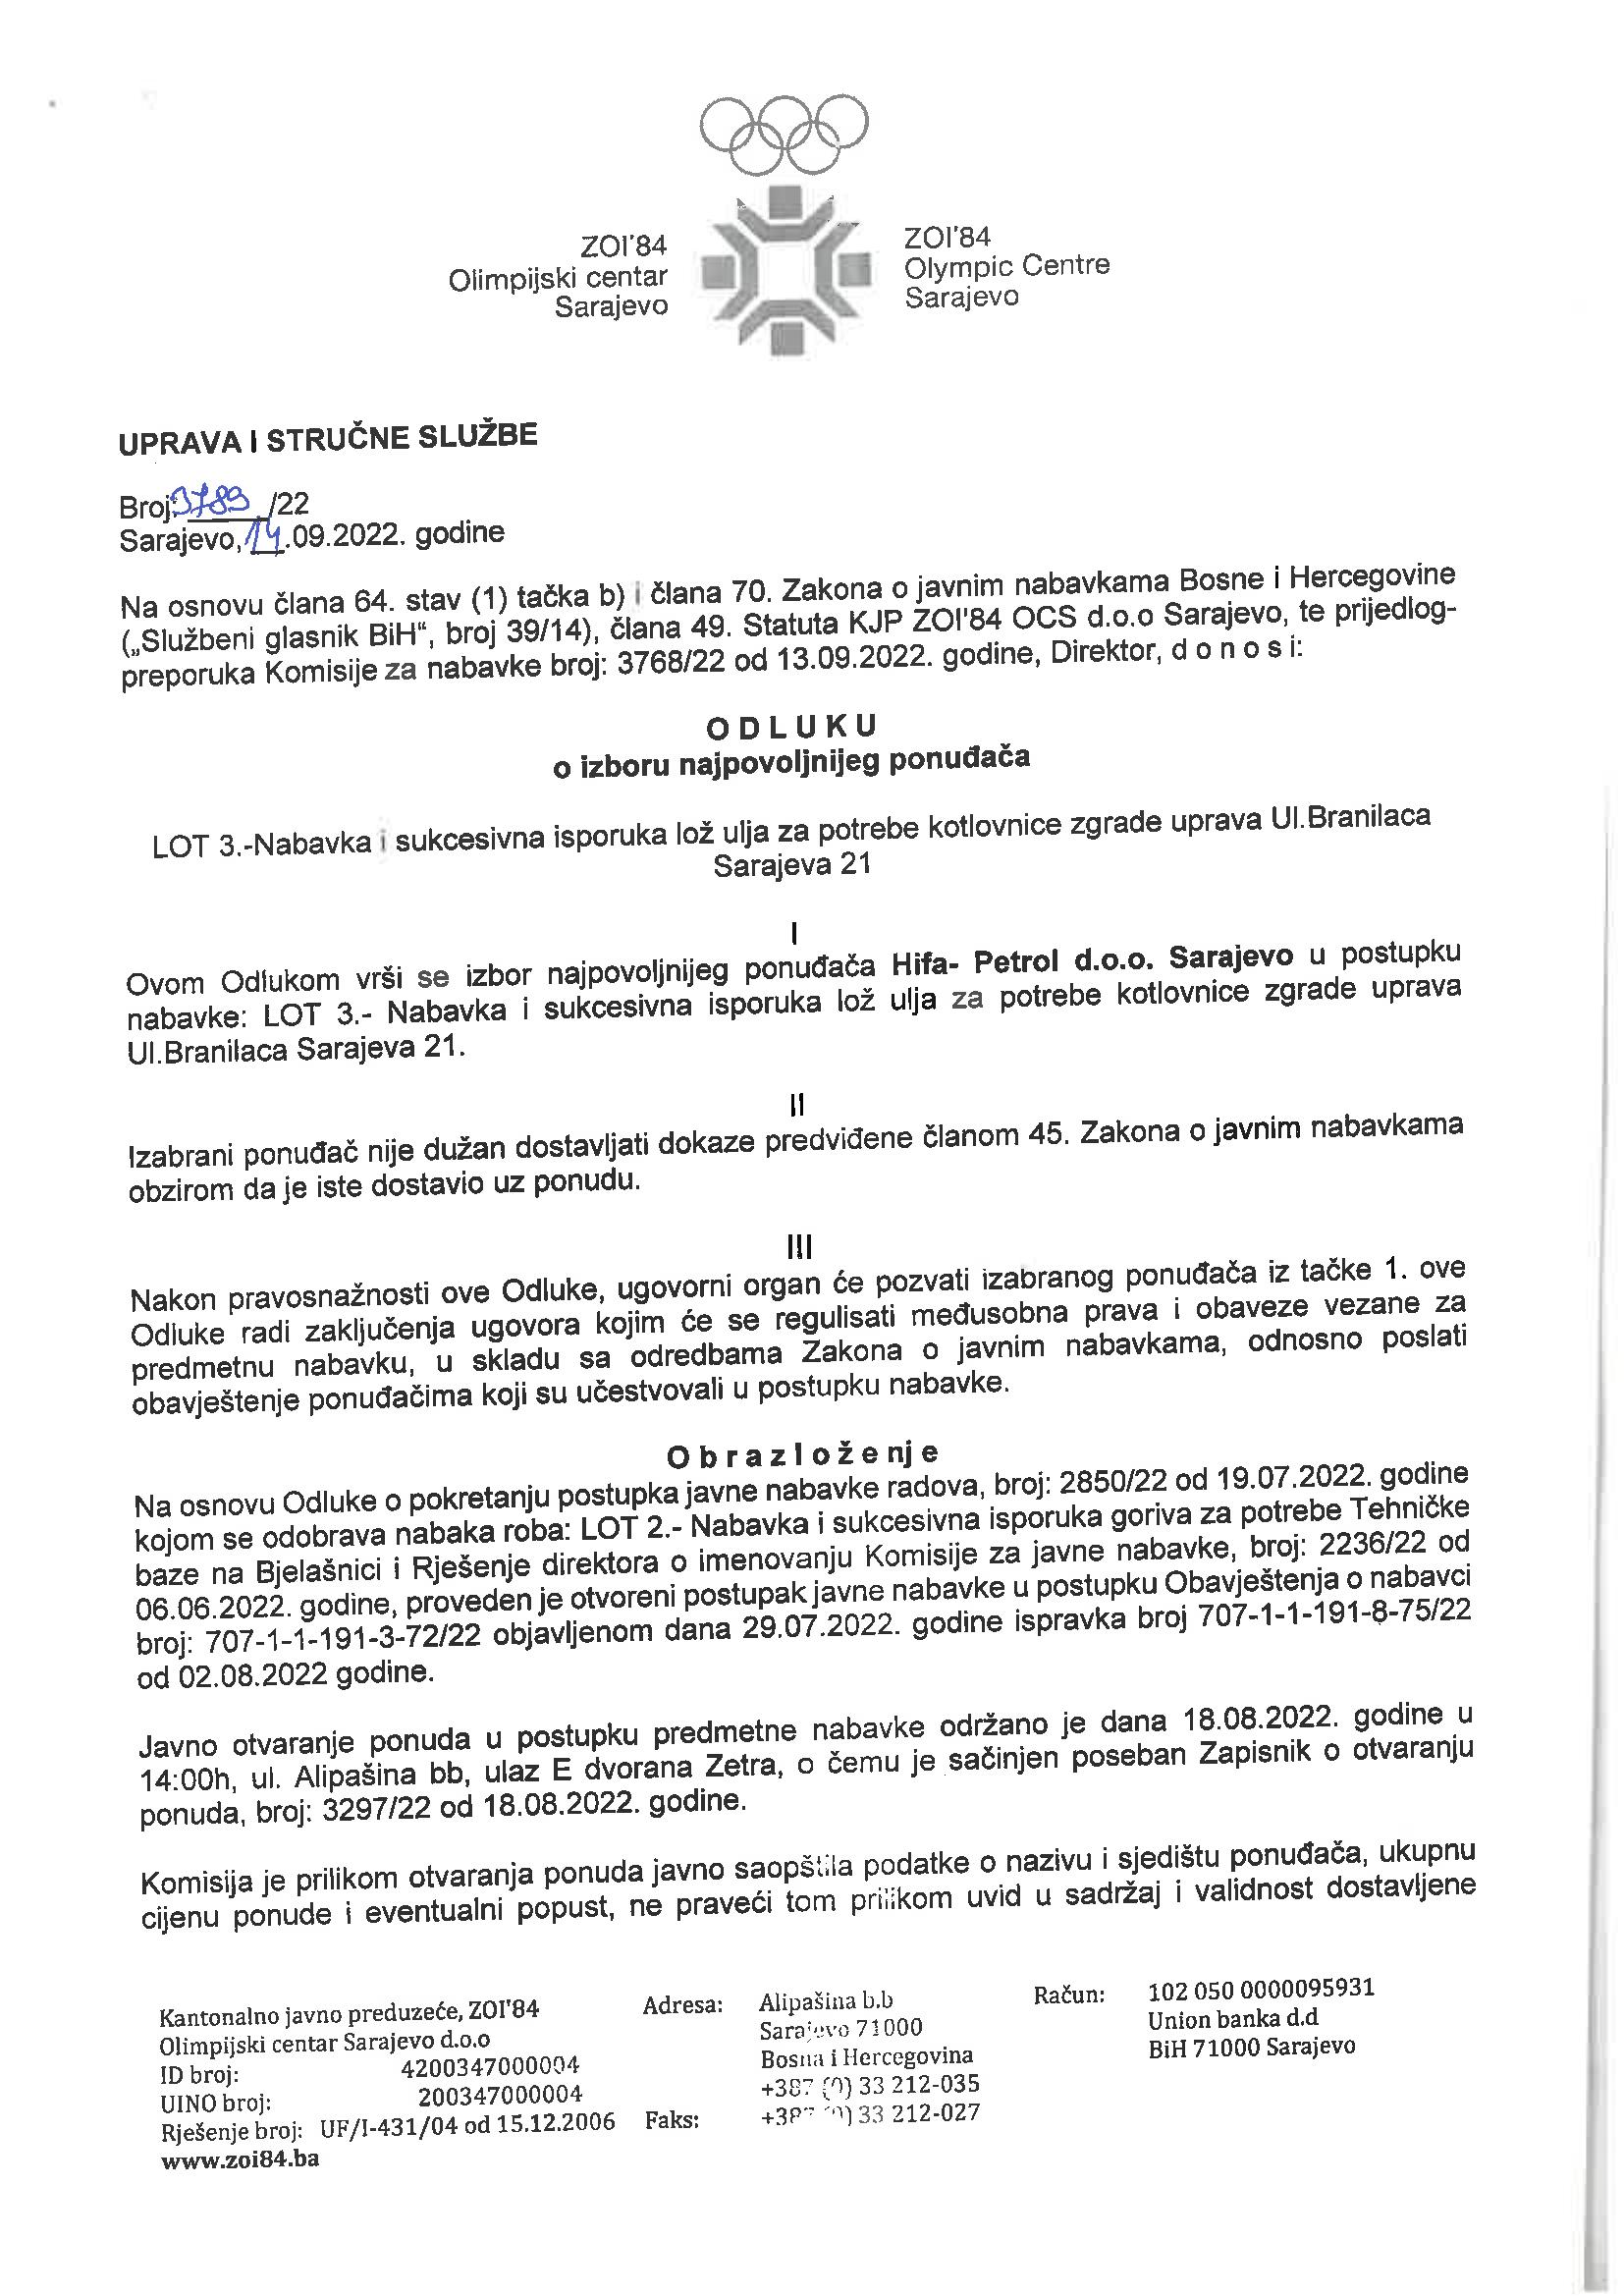 ZOI'84
Olimpijski centar
Sarajevo
ZOI'84
Olympic Centre
Sarajevo
UPRAVA I STRUČNE SLUŽBE
Broj: 3789 /22
Sarajevo, 14.09.2022. godine
Na osnovu člana 64. stav (1) tačka b) i člana 70. Zakona o javnim nabavkama Bosne i Hercegovine
(„Službeni glasnik BiH“, broj 39/14), člana 49. Statuta KJP ZOI'84 OCS d.o.o Sarajevo, te prijedlog-
preporuka Komisije za nabavke broj: 3768/22 od 13.09.2022. godine, Direktor, d o n o s i:
O D L U K U
o izboru najpovoljnijeg ponuđača
LOT 3.-Nabavka i sukcesivna isporuka lož ulja za potrebe kotlovnice zgrade uprava Ul.Branilaca
Sarajeva 21
I
Ovom Odlukom vrši se izbor najpovoljnijeg ponuđača Hifa- Petrol d.o.o. Sarajevo u postupku
nabavke: LOT 3.- Nabavka i sukcesivna isporuka lož ulja za potrebe kotlovnice zgrade uprava
Ul.Branilaca Sarajeva 21.
II
Izabrani ponuđač nije dužan dostavljati dokaze predviđene članom 45. Zakona o javnim nabavkama
obzirom da je iste dostavio uz ponudu.
III
Nakon pravosnažnosti ove Odluke, ugovorni organ će pozvati izabranog ponuđača iz tačke 1. ove
Odluke radi zaključenja ugovora kojim će se regulisati međusobna prava i obaveze vezane za
predmetnu nabavku, u skladu sa odredbama Zakona o javnim nabavkama, odnosno poslati
obavještenje ponuđačima koji su učestvovali u postupku nabavke.
O b r a z l o ž e nj e
Na osnovu Odluke o pokretanju postupka javne nabavke radova, broj: 2850/22 od 19.07.2022. godine
kojom se odobrava nabaka roba: LOT 2.- Nabavka i sukcesivna isporuka goriva za potrebe Tehničke
baze na Bjelašnici i Rješenje direktora o imenovanju Komisije za javne nabavke, broj: 2236/22 od
06.06.2022. godine, proveden je otvoreni postupak javne nabavke u postupku Obavještenja o nabavci
broj: 707-1-1-191-3-72/22 objavljenom dana 29.07.2022. godine ispravka broj 707-1-1-191-8-75/22
od 02.08.2022 godine.
Javno otvaranje ponuda u postupku predmetne nabavke održano je dana 18.08.2022. godine u
14:00h, ul. Alipašina bb, ulaz E dvorana Zetra, o čemu je sačinjen poseban Zapisnik o otvaranju
ponuda, broj: 3297/22 od 18.08.2022. godine.
Komisija je prilikom otvaranja ponuda javno saopštila podatke o nazivu i sjedištu ponuđača, ukupnu
cijenu ponude i eventualni popust, ne praveći tom prilikom uvid u sadržaj i validnost dostavljene
Kantonalno javno preduzeće, ZOI'84
Olimpijski centar Sarajevo d.o.o
ID broj: 4200347000004
UINO broj: 200347000004
Rješenje broj: UF/I-431/04 od 15.12.2006
www.zoi84.ba
Adresa: Alipašina b.b
Sarajevo 71000
Bosna i Hercegovina
+387 (0) 33 212-035
Faks: +387 (0) 33 212-027
Račun: 102 050 0000095931
Union banka d.d
BiH 71000 Sarajevo